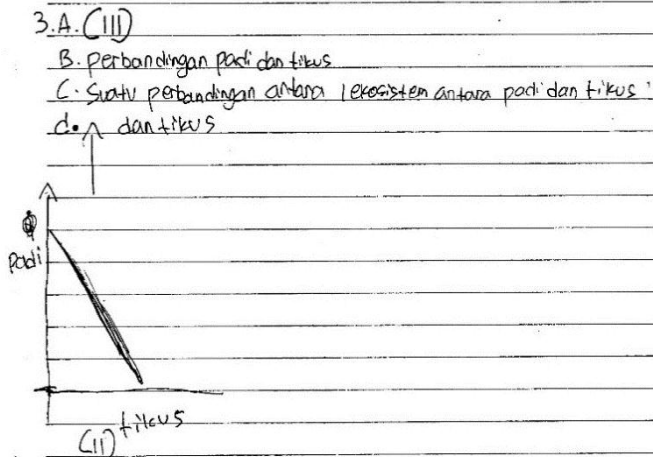 3. A. (III)
B. perbandingan padi dan tikus
C. Suatu perbandingan antara 1 ekosistem antara padi dan tikus
d. dan tikus
padi
tikus
(II)